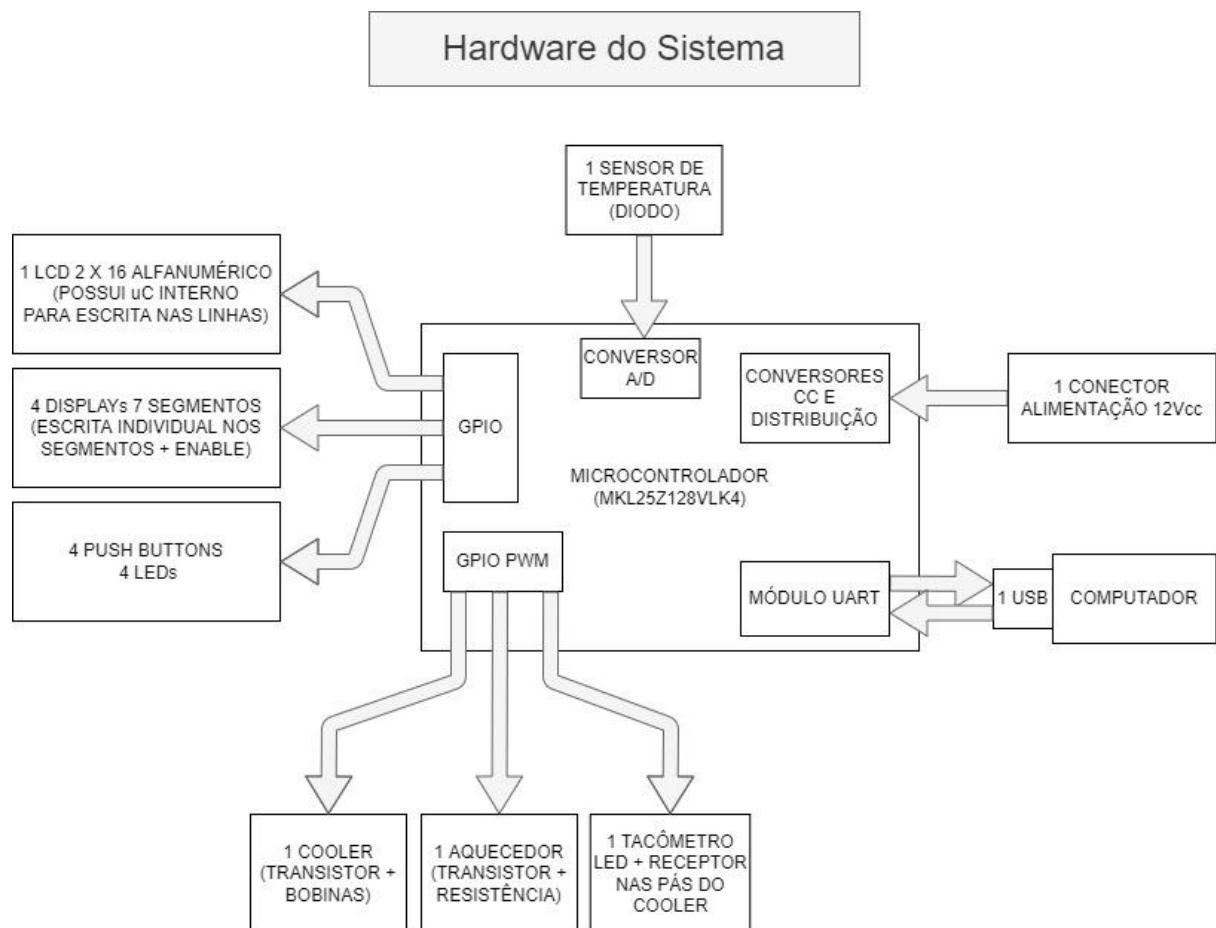 Hardware do Sistema
1 SENSOR DE
TEMPERATURA
(DIODO)
1 LCD 2 X 16 ALFANUMÉRICO
(POSSUI uC INTERNO
PARA ESCRITA NAS LINHAS)
4 DISPLAYs 7 SEGMENTOS
(ESCRITA INDIVIDUAL NOS
SEGMENTOS + ENABLE)
4 PUSH BUTTONS
4 LEDs
GPIO
CONVERSOR
A/D
CONVERSORES
CC E
DISTRIBUIÇÃO
1 CONECTOR
ALIMENTAÇÃO 12Vcc
MICROCONTROLADOR
(MKL25Z128VLK4)
GPIO PWM
MÓDULO UART
1 USB
COMPUTADOR
1 COOLER
(TRANSISTOR +
BOBINAS)
1 AQUECEDOR
(TRANSISTOR +
RESISTÊNCIA)
1 TACÔMETRO
LED + RECEPTOR
NAS PÁS DO
COOLER